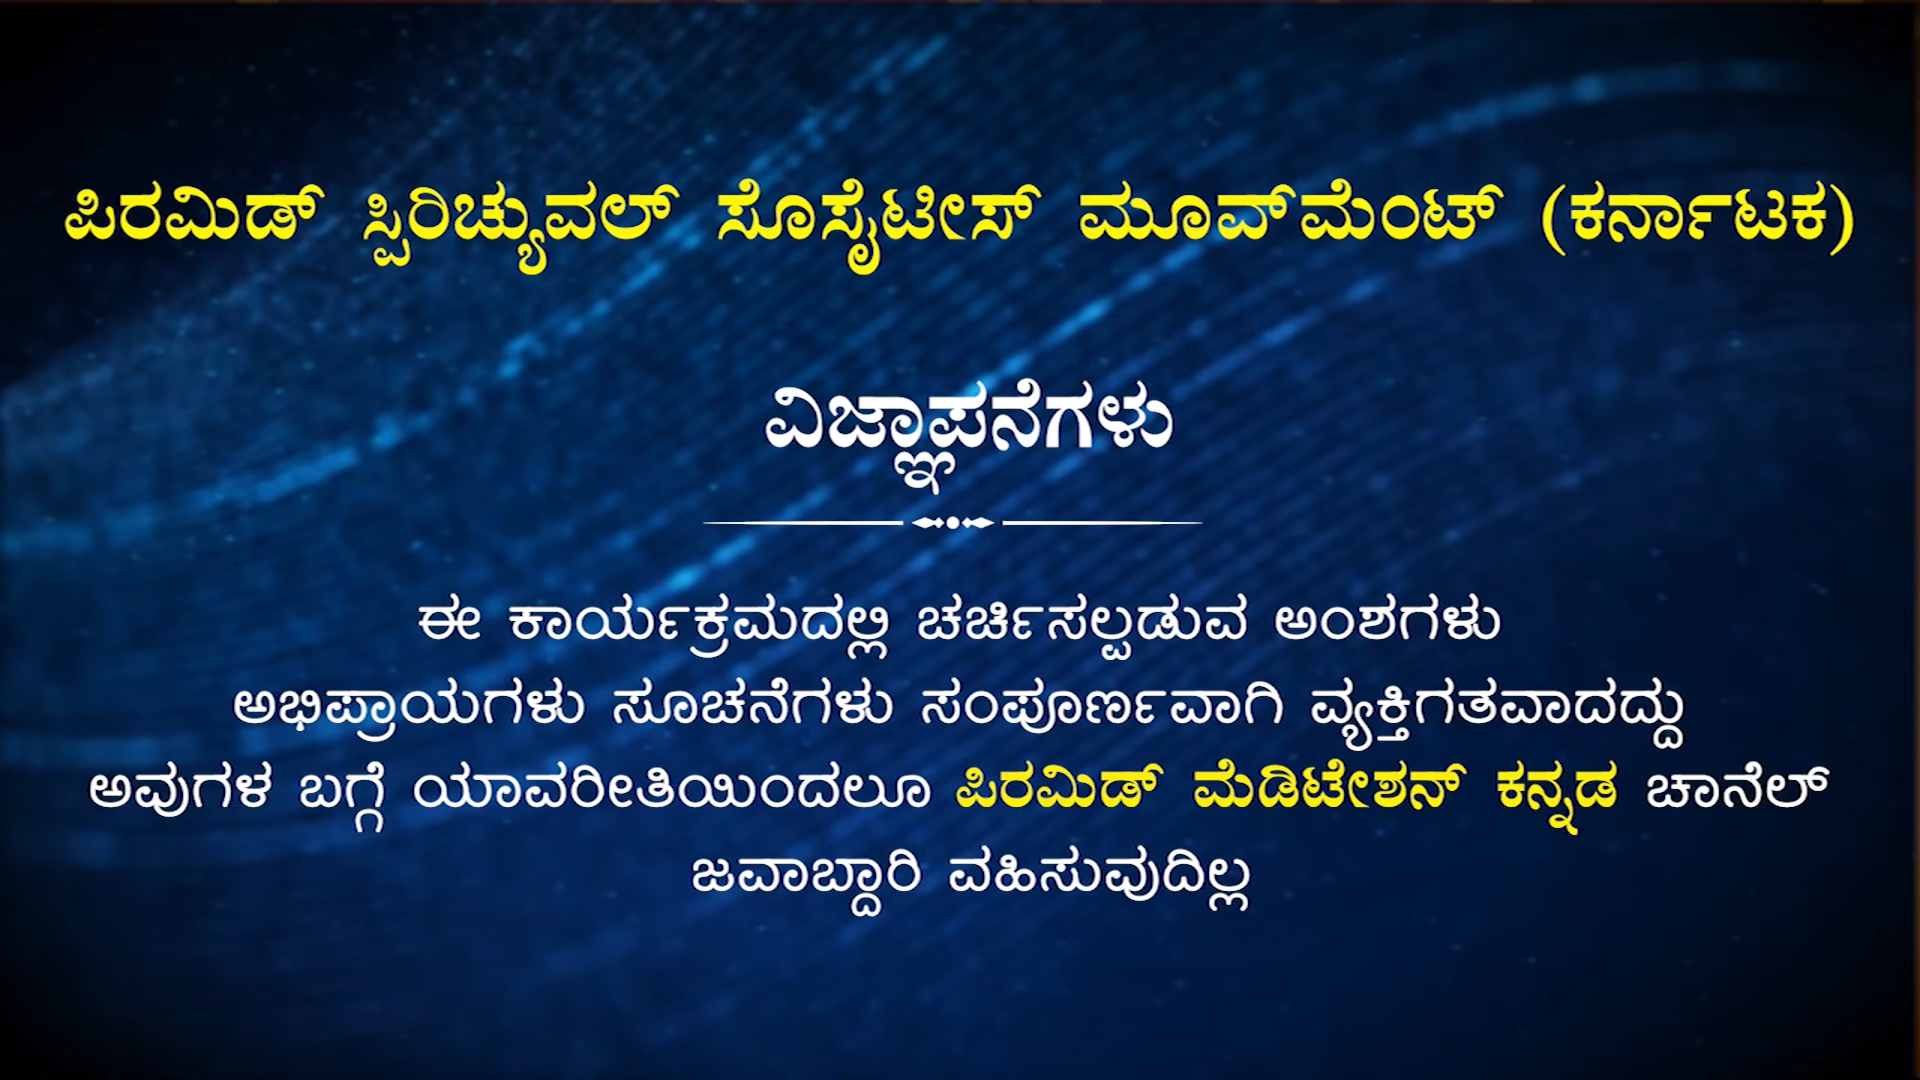 ಪಿರಮಿಡ್ ಸ್ಪಿರಿಚ್ಯುವಲ್ ಸೊಸೈಟೀಸ್ ಮೂವ್‌ಮೆಂಟ್ (ಕರ್ನಾಟಕ)
ವಿಜ್ಞಾಪನೆಗಳು
ಈ ಕಾರ್ಯಕ್ರಮದಲ್ಲಿ ಚರ್ಚಿಸಲ್ಪಡುವ ಅಂಶಗಳು
ಅಭಿಪ್ರಾಯಗಳು ಸೂಚನೆಗಳು ಸಂಪೂರ್ಣವಾಗಿ ವ್ಯಕ್ತಿಗತವಾದದ್ದು
ಅವುಗಳ ಬಗ್ಗೆ ಯಾವರೀತಿಯಿಂದಲೂ ಪಿರಮಿಡ್ ಮೆಡಿಟೇಶನ್ ಕನ್ನಡ ಚಾನೆಲ್
ಜವಾಬ್ದಾರಿ ವಹಿಸುವುದಿಲ್ಲ